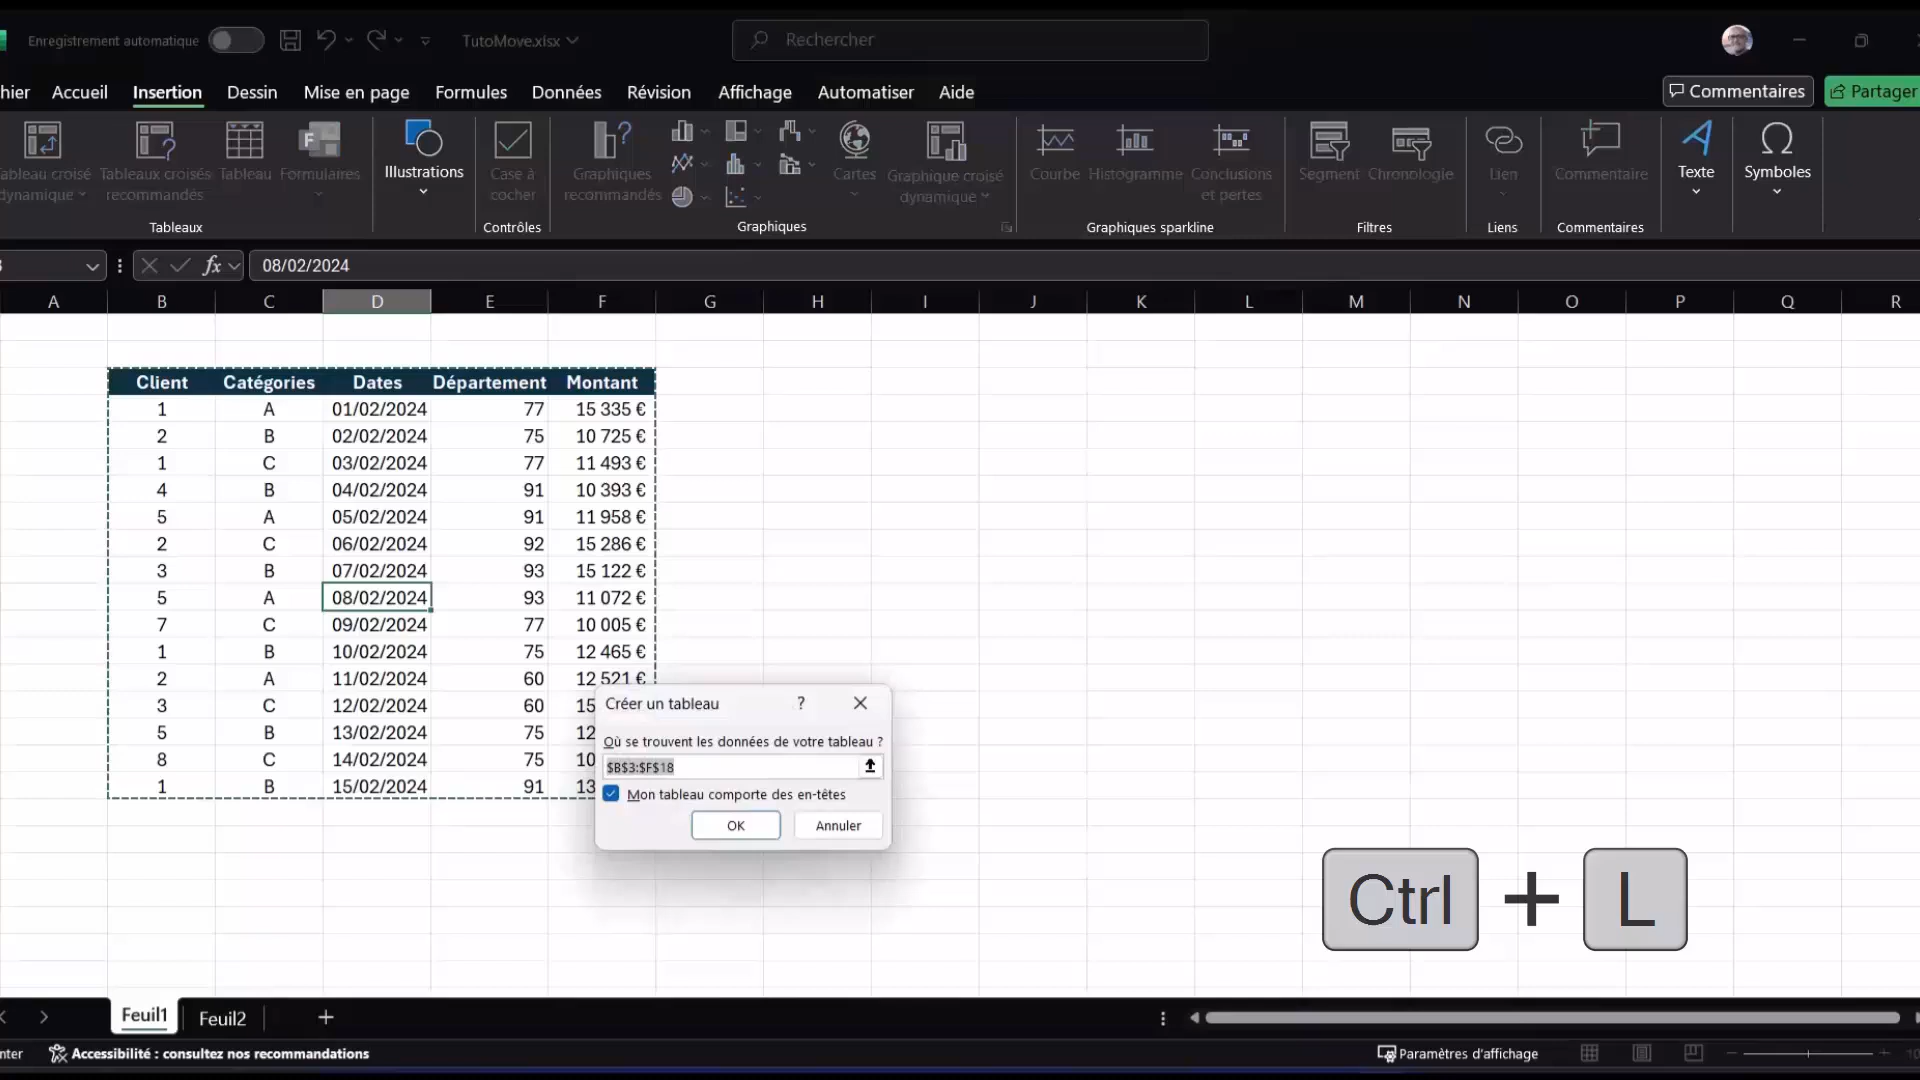 Enregistrement automatique
TutoMove.xlsx
Rechercher
hier Accueil Insertion Dessin Mise en page Formules Données Révision Affichage Automatiser Aide
Commentaires Partager
ableau croisé dynamique
Tableaux croisés recommandés
Tableau
Formulaires
Illustrations
Case à cocher
Graphiques recommandés
Cartes
Graphique croisé dynamique
Courbe
Histogramme
Conclusions et pertes
Segment
Chronologie
Lien
Commentaire
Texte
Symboles
Tableaux Contrôles Graphiques Graphiques sparkline Filtres Liens Commentaires
fx 08/02/2024
A B C D E F G H I J K L M N O P Q R
Client Catégories Dates Département Montant
1 A 01/02/2024 77 15 335 €
2 B 02/02/2024 75 10 725 €
1 C 03/02/2024 77 11 493 €
4 B 04/02/2024 91 10 393 €
5 A 05/02/2024 91 11 958 €
2 C 06/02/2024 92 15 286 €
3 B 07/02/2024 93 15 122 €
5 A 08/02/2024 93 11 072 €
7 C 09/02/2024 77 10 005 €
1 B 10/02/2024 75 12 465 €
2 A 11/02/2024 60 12 521 €
3 C 12/02/2024 60 15
5 B 13/02/2024 75 12
8 C 14/02/2024 75 10
1 B 15/02/2024 91 13
Créer un tableau ?
Où se trouvent les données de votre tableau ?
$B$3:$F$18
Mon tableau comporte des en-têtes
OK Annuler
Ctrl + L
Feuil1 Feuil2 +
nter Accessibilité : consultez nos recommandations
Paramètres d'affichage